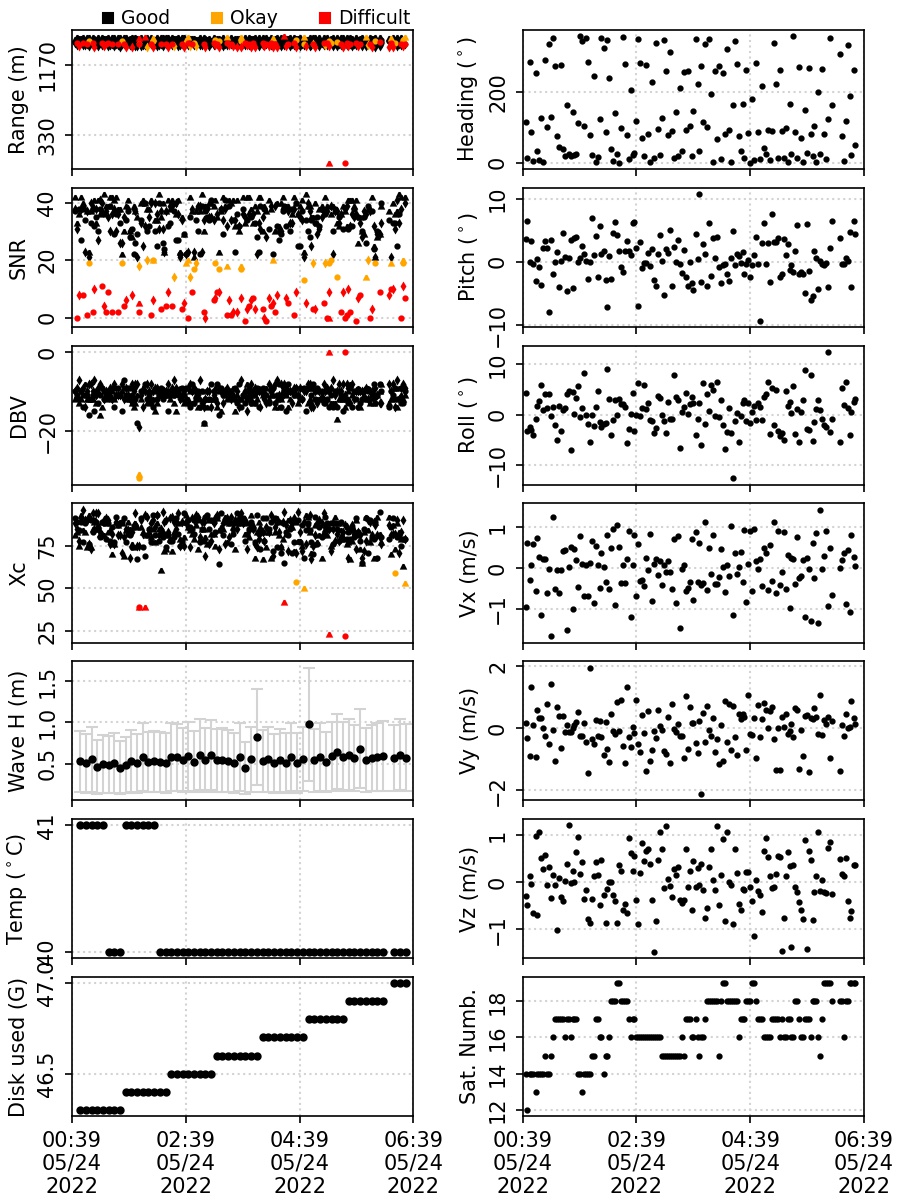 Good Okay Difficult
Range (m)
1170
330
Heading (°)
200
0
SNR
40
20
0
Pitch (°)
10
0
−10
DBV
0
−20
Roll (°)
10
0
−10
Xc
75
50
25
Vx (m/s)
1
0
−1
Wave H (m)
1.5
1.0
0.5
Vy (m/s)
2
0
−2
Temp (°C)
41
40
Vz (m/s)
1
0
−1
Disk used (G)
47.0
46.5
Sat. Numb.
18
16
14
12
00:39 02:39 04:39 06:39
05/24 05/24 05/24 05/24
2022 2022 2022 2022
00:39 02:39 04:39 06:39
05/24 05/24 05/24 05/24
2022 2022 2022 2022